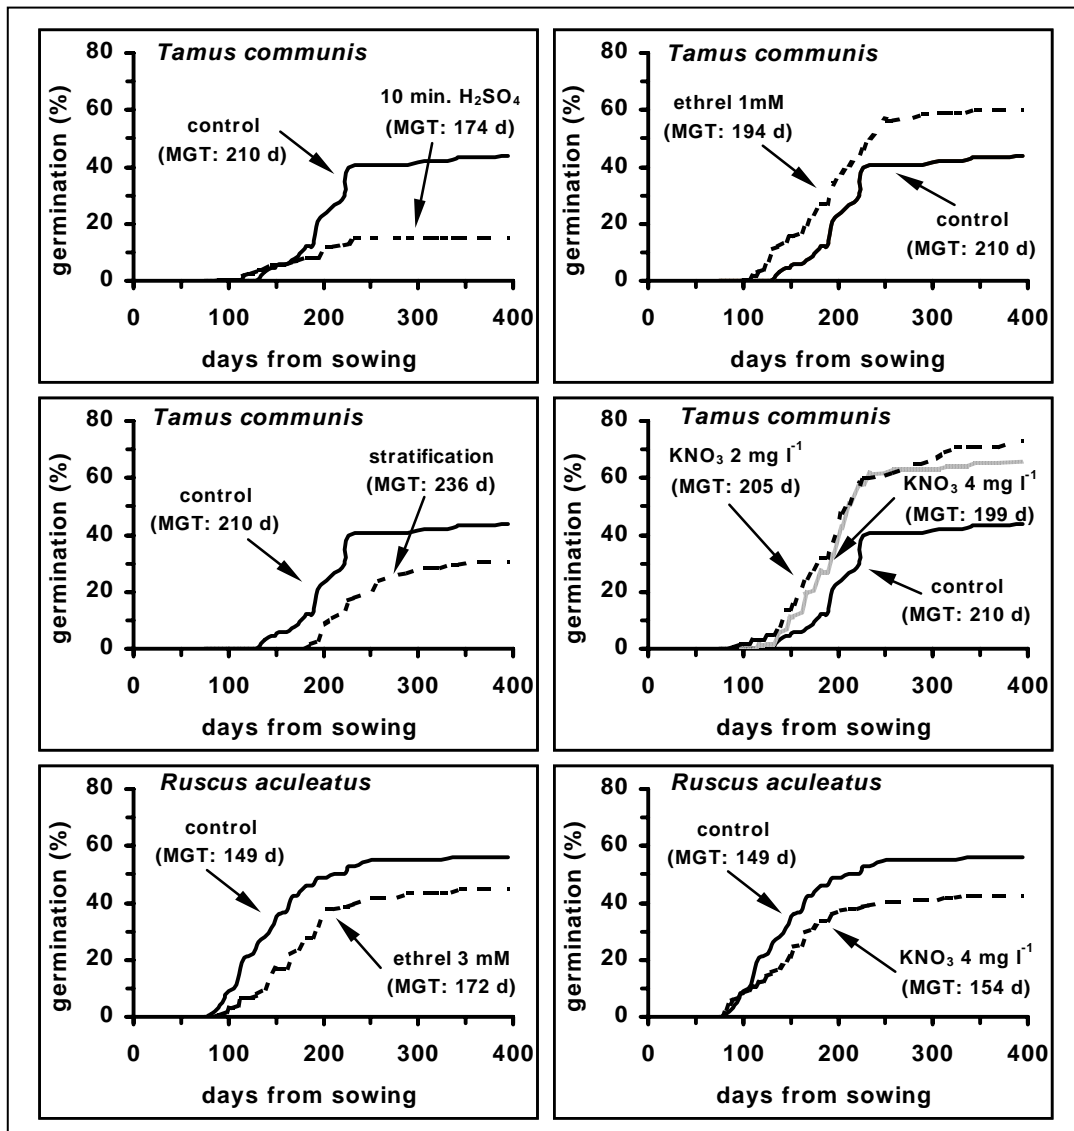 Tamus communis
80
60
40
20
0
germination (%)
10 min. H₂SO₄
(MGT: 174 d)
control
(MGT: 210 d)
0 100 200 300 400
days from sowing
Tamus communis
80
60
40
20
0
germination (%)
ethrel 1mM
(MGT: 194 d)
control
(MGT: 210 d)
0 100 200 300 400
days from sowing
Tamus communis
80
60
40
20
0
germination (%)
stratification
(MGT: 236 d)
control
(MGT: 210 d)
0 100 200 300 400
days from sowing
Tamus communis
80
60
40
20
0
germination (%)
KNO₃ 2 mg l⁻¹
(MGT: 205 d)
KNO₃ 4 mg l⁻¹
(MGT: 199 d)
control
(MGT: 210 d)
0 100 200 300 400
days from sowing
Ruscus aculeatus
80
60
40
20
0
germination (%)
control
(MGT: 149 d)
ethrel 3 mM
(MGT: 172 d)
0 100 200 300 400
days from sowing
Ruscus aculeatus
80
60
40
20
0
germination (%)
control
(MGT: 149 d)
KNO₃ 4 mg l⁻¹
(MGT: 154 d)
0 100 200 300 400
days from sowing